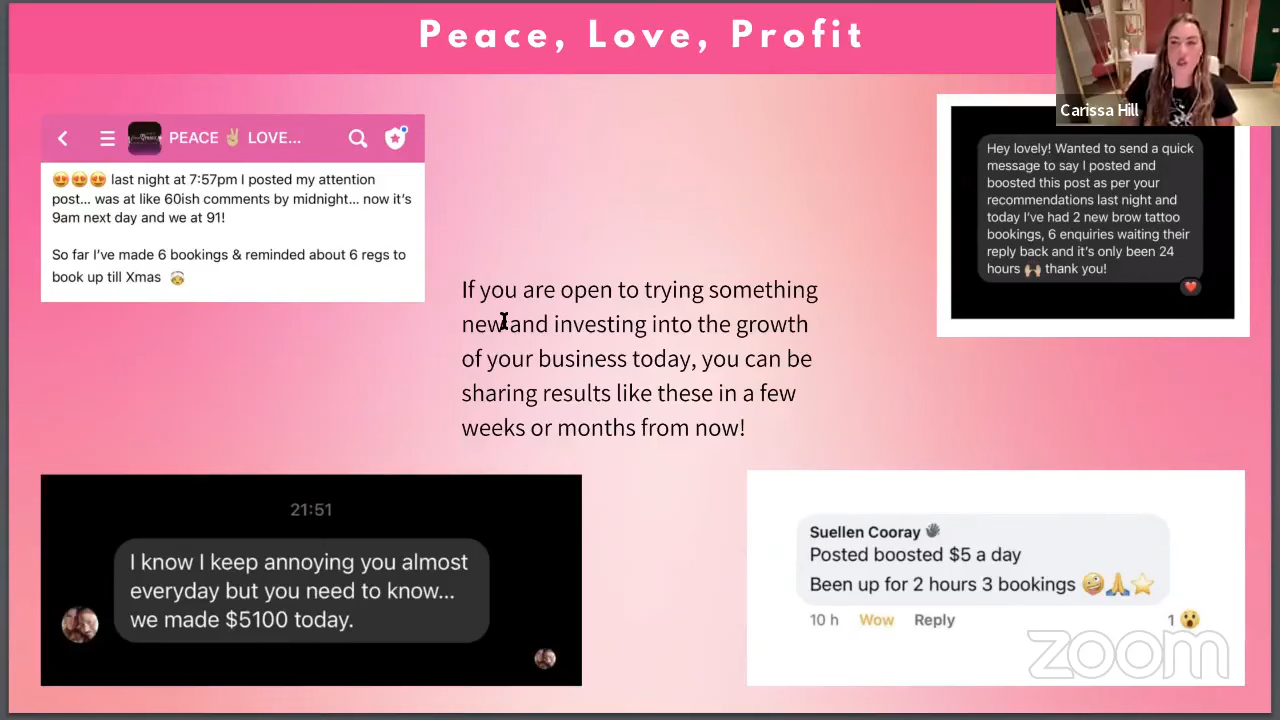 Peace, Love, Profit
Carissa Hill
PEACE ✌🏼 LOVE...
😍😍😍 last night at 7:57pm I posted my attention
post... was at like 60ish comments by midnight... now it's
9am next day and we at 91!
So far I've made 6 bookings & reminded about 6 regs to
book up till Xmas 🤯
Hey lovely! Wanted to send a quick
message to say I posted and
boosted this post as per your
recommendations last night and
today I've had 2 new brow tattoo
bookings, 6 enquiries waiting their
reply back and it's only been 24
hours 🙌🏼 thank you!
If you are open to trying something
new and investing into the growth
of your business today, you can be
sharing results like these in a few
weeks or months from now!
21:51
I know I keep annoying you almost
everyday but you need to know...
we made $5100 today.
Suellen Cooray
Posted boosted $5 a day
Been up for 2 hours 3 bookings 🤪🙏⭐
10 h Wow Reply 1 😮
zoom